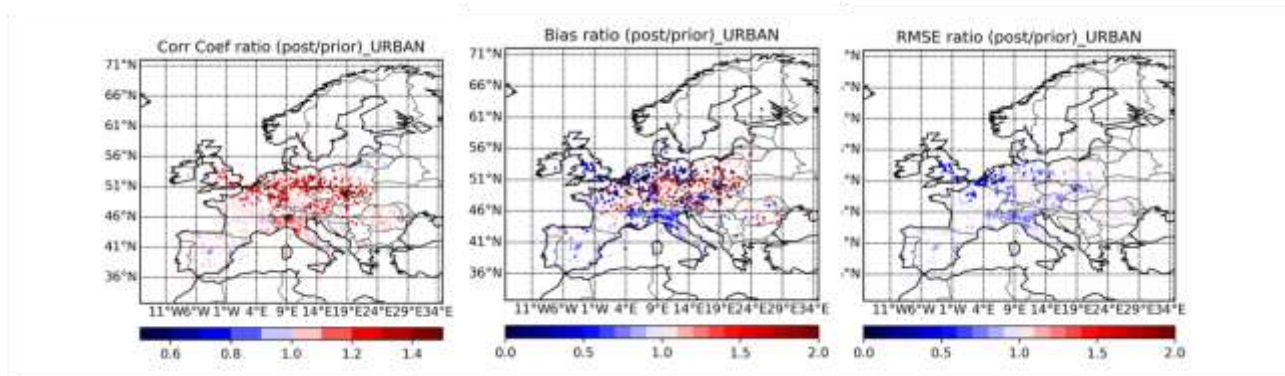 Corr Coef ratio (post/prior)_URBAN
71°N
66°N
61°N
56°N
51°N
46°N
41°N
36°N
11°W6°W 1°W 4°E 9°E 14°E19°E24°E29°E34°E
0.6 0.8 1.0 1.2 1.4
Bias ratio (post/prior)_URBAN
71°N
66°N
61°N
56°N
51°N
46°N
41°N
36°N
11°W6°W 1°W 4°E 9°E 14°E19°E24°E29°E34°E
0.0 0.5 1.0 1.5 2.0
RMSE ratio (post/prior)_URBAN
°N
°N
°N
°N
°N
°N
°N
°N
11°W6°W 1°W 4°E 9°E 14°E19°E24°E29°E34°E
0.0 0.5 1.0 1.5 2.0